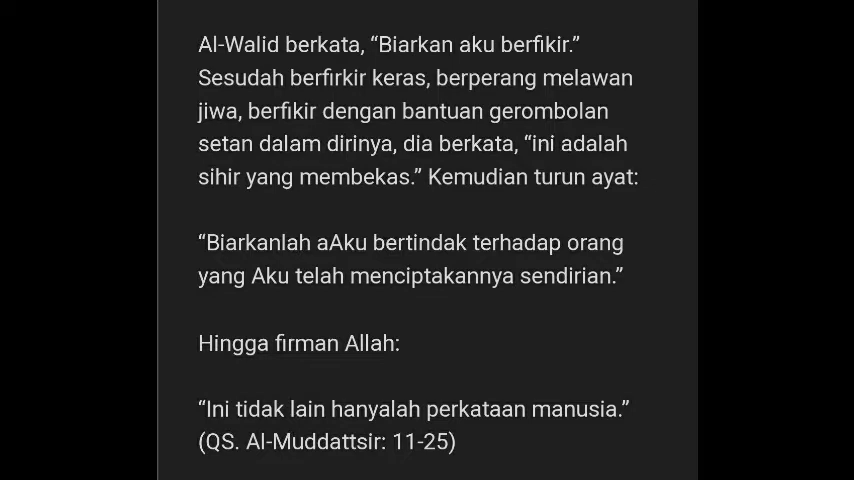 Al-Walid berkata, “Biarkan aku berfikir.”
Sesudah berfirkir keras, berperang melawan
jiwa, berfikir dengan bantuan gerombolan
setan dalam dirinya, dia berkata, “ini adalah
sihir yang membekas.” Kemudian turun ayat:
“Biarkanlah aAku bertindak terhadap orang
yang Aku telah menciptakannya sendirian.”
Hingga firman Allah:
“Ini tidak lain hanyalah perkataan manusia.”
(QS. Al-Muddattsir: 11-25)